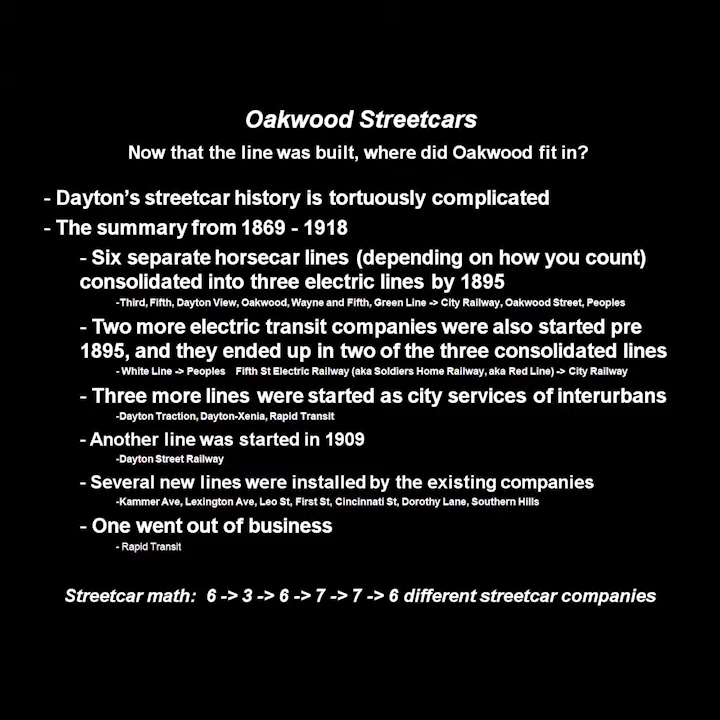 Oakwood Streetcars
Now that the line was built, where did Oakwood fit in?
- Dayton's streetcar history is tortuously complicated
- The summary from 1869 - 1918
- Six separate horsecar lines (depending on how you count)
consolidated into three electric lines by 1895
-Third, Fifth, Dayton View, Oakwood, Wayne and Fifth, Green Line -> City Railway, Oakwood Street, Peoples
- Two more electric transit companies were also started pre
1895, and they ended up in two of the three consolidated lines
- White Line -> Peoples Fifth St Electric Railway (aka Soldiers Home Railway, aka Red Line) -> City Railway
- Three more lines were started as city services of interurbans
-Dayton Traction, Dayton-Xenia, Rapid Transit
- Another line was started in 1909
-Dayton Street Railway
- Several new lines were installed by the existing companies
-Kammer Ave, Lexington Ave, Leo St, First St, Cincinnati St, Dorothy Lane, Southern Hills
- One went out of business
- Rapid Transit
Streetcar math: 6 -> 3 -> 6 -> 7 -> 7 -> 6 different streetcar companies